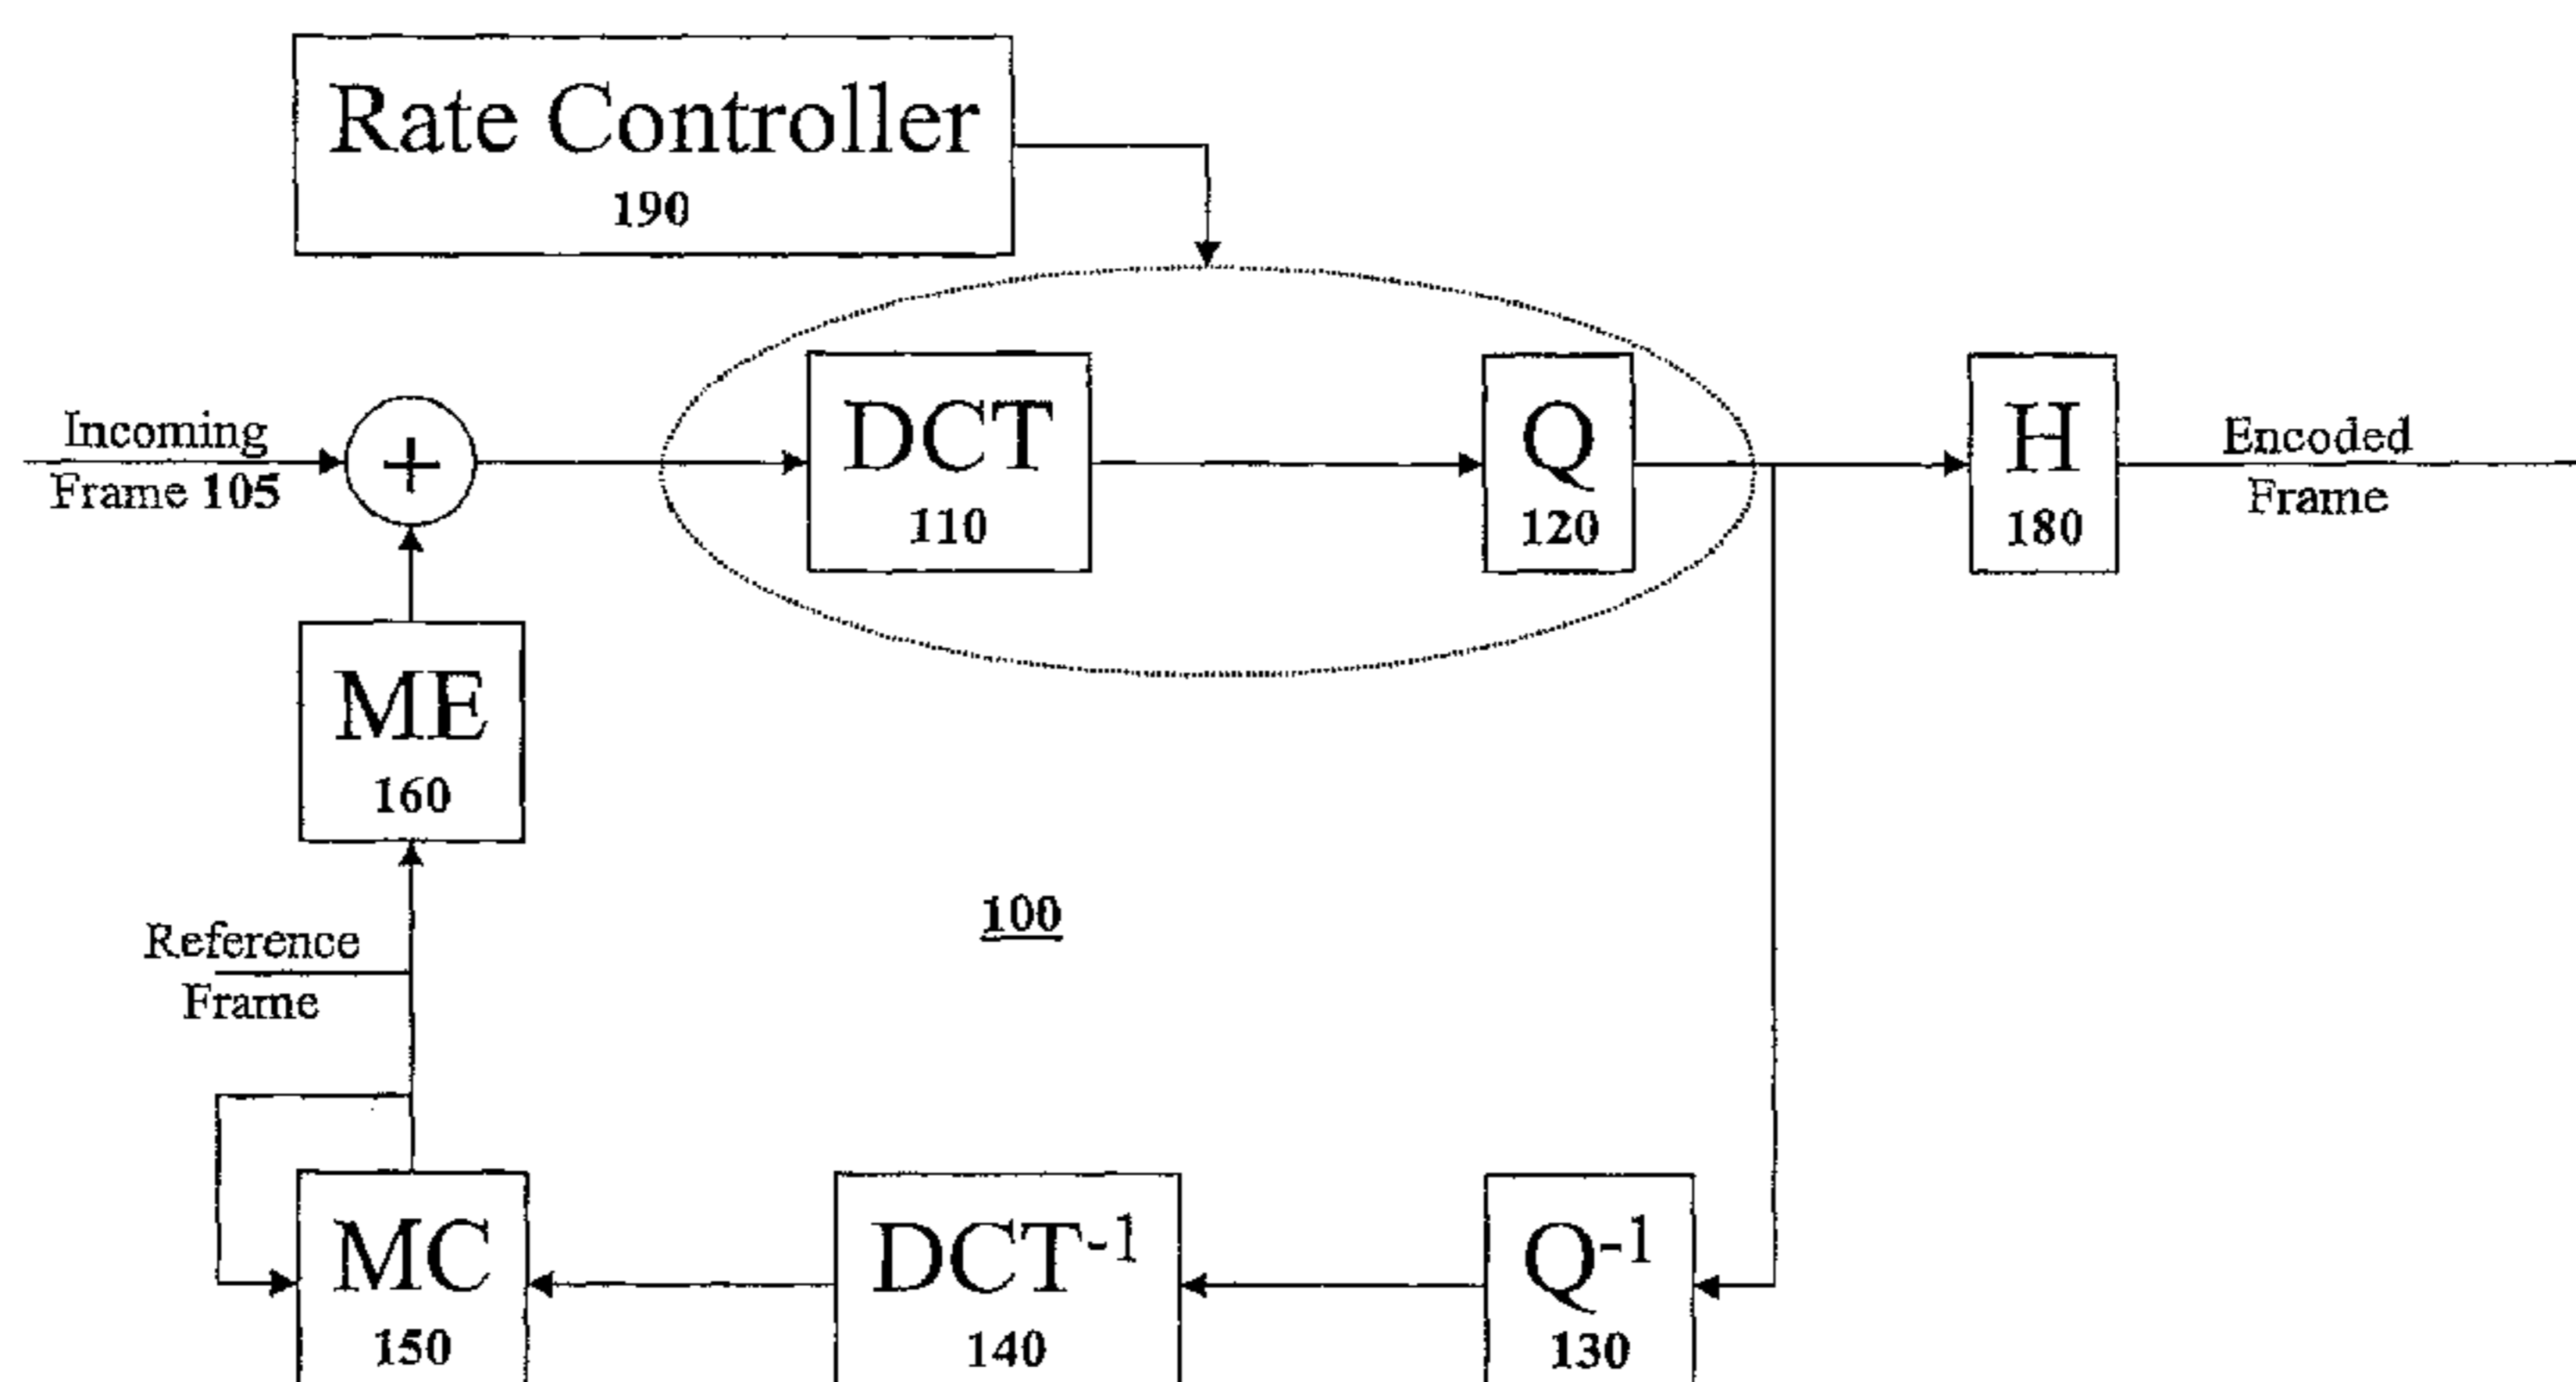 Rate Controller
190
Incoming
Frame 105
+
DCT
110
Q
120
H
180
Encoded
Frame
ME
160
100
Reference
Frame
MC
150
DCT-1
140
Q-1
130